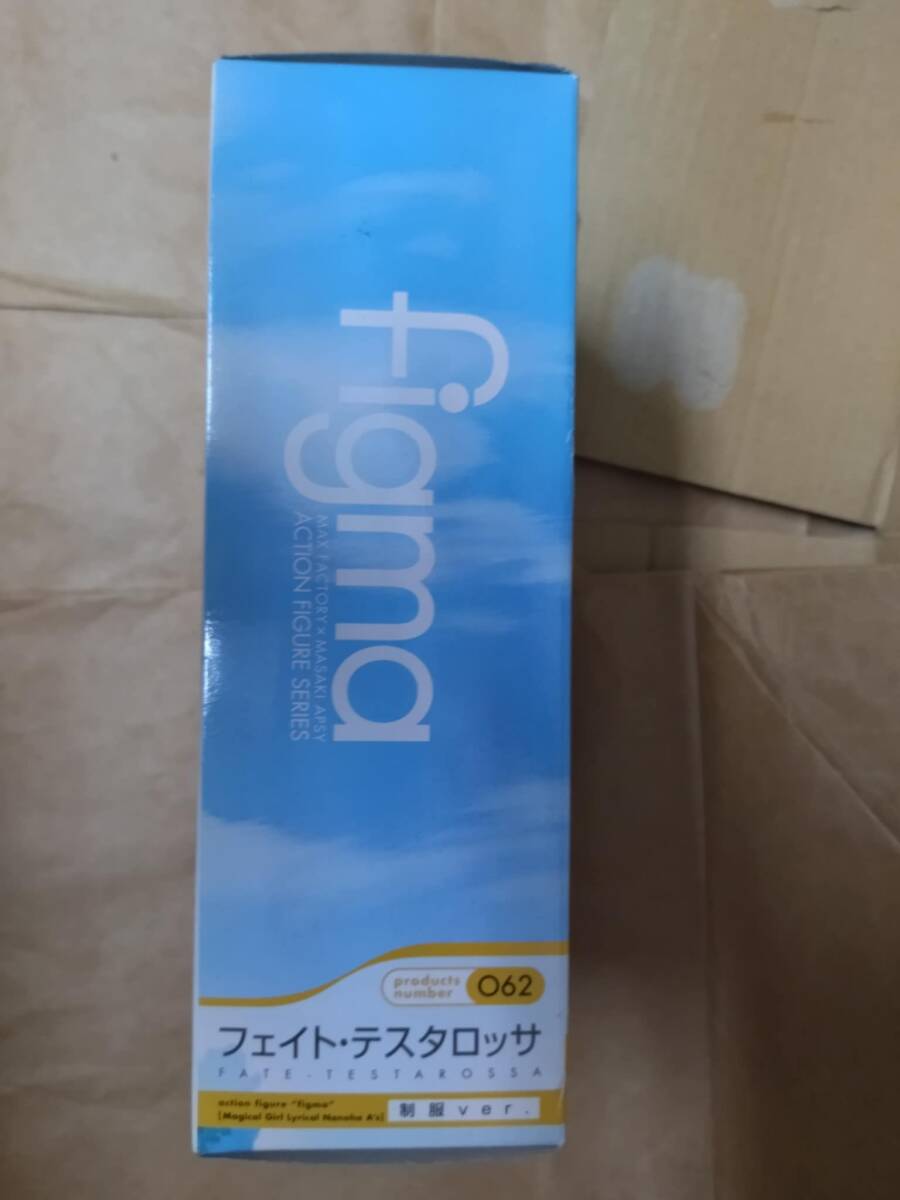 figma
MAX FACTORY×MASAKI APSY
ACTION FIGURE SERIES
products
number
062
フェイト・テスタロッサ
FATE-TESTAROSSA
action figure "figma"
[Magical Girl Lyrical Nanoha A's]
制服ver.